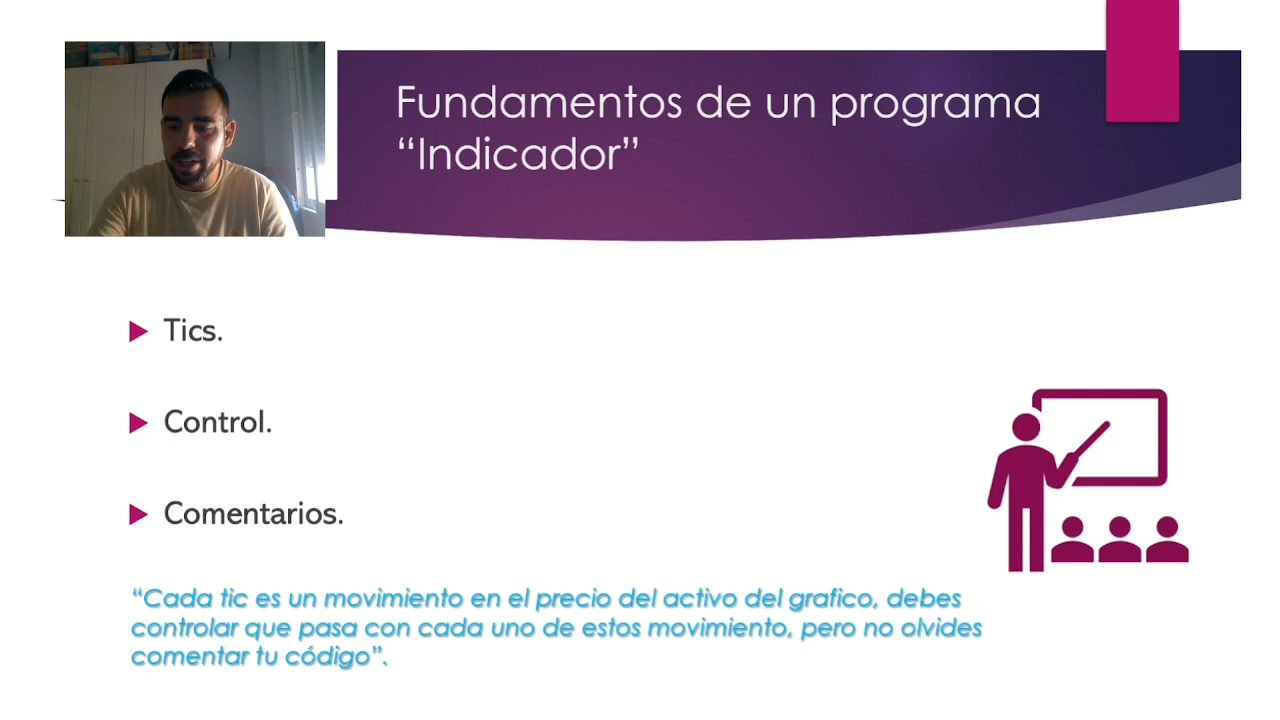 Fundamentos de un programa
“Indicador”
Tics.
Control.
Comentarios.
“Cada tic es un movimiento en el precio del activo del grafico, debes
controlar que pasa con cada uno de estos movimiento, pero no olvides
comentar tu código”.